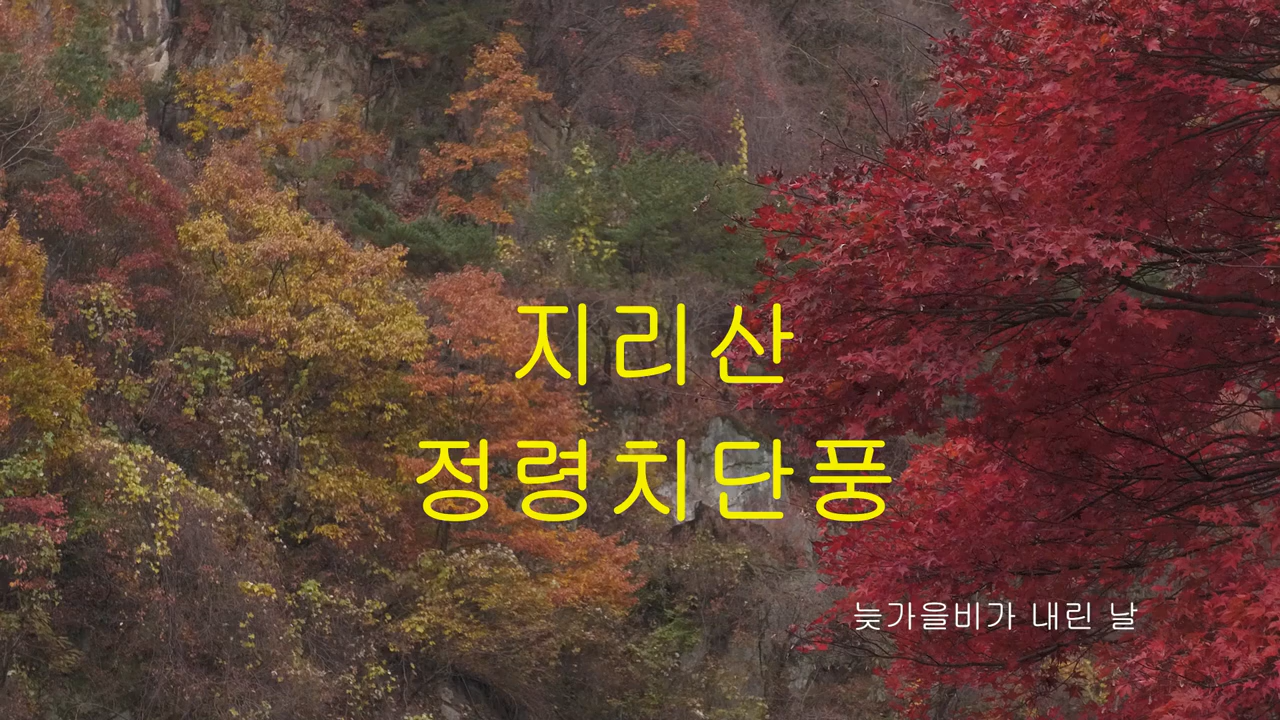 지리산
정령치단풍
늦가을비가 내린 날